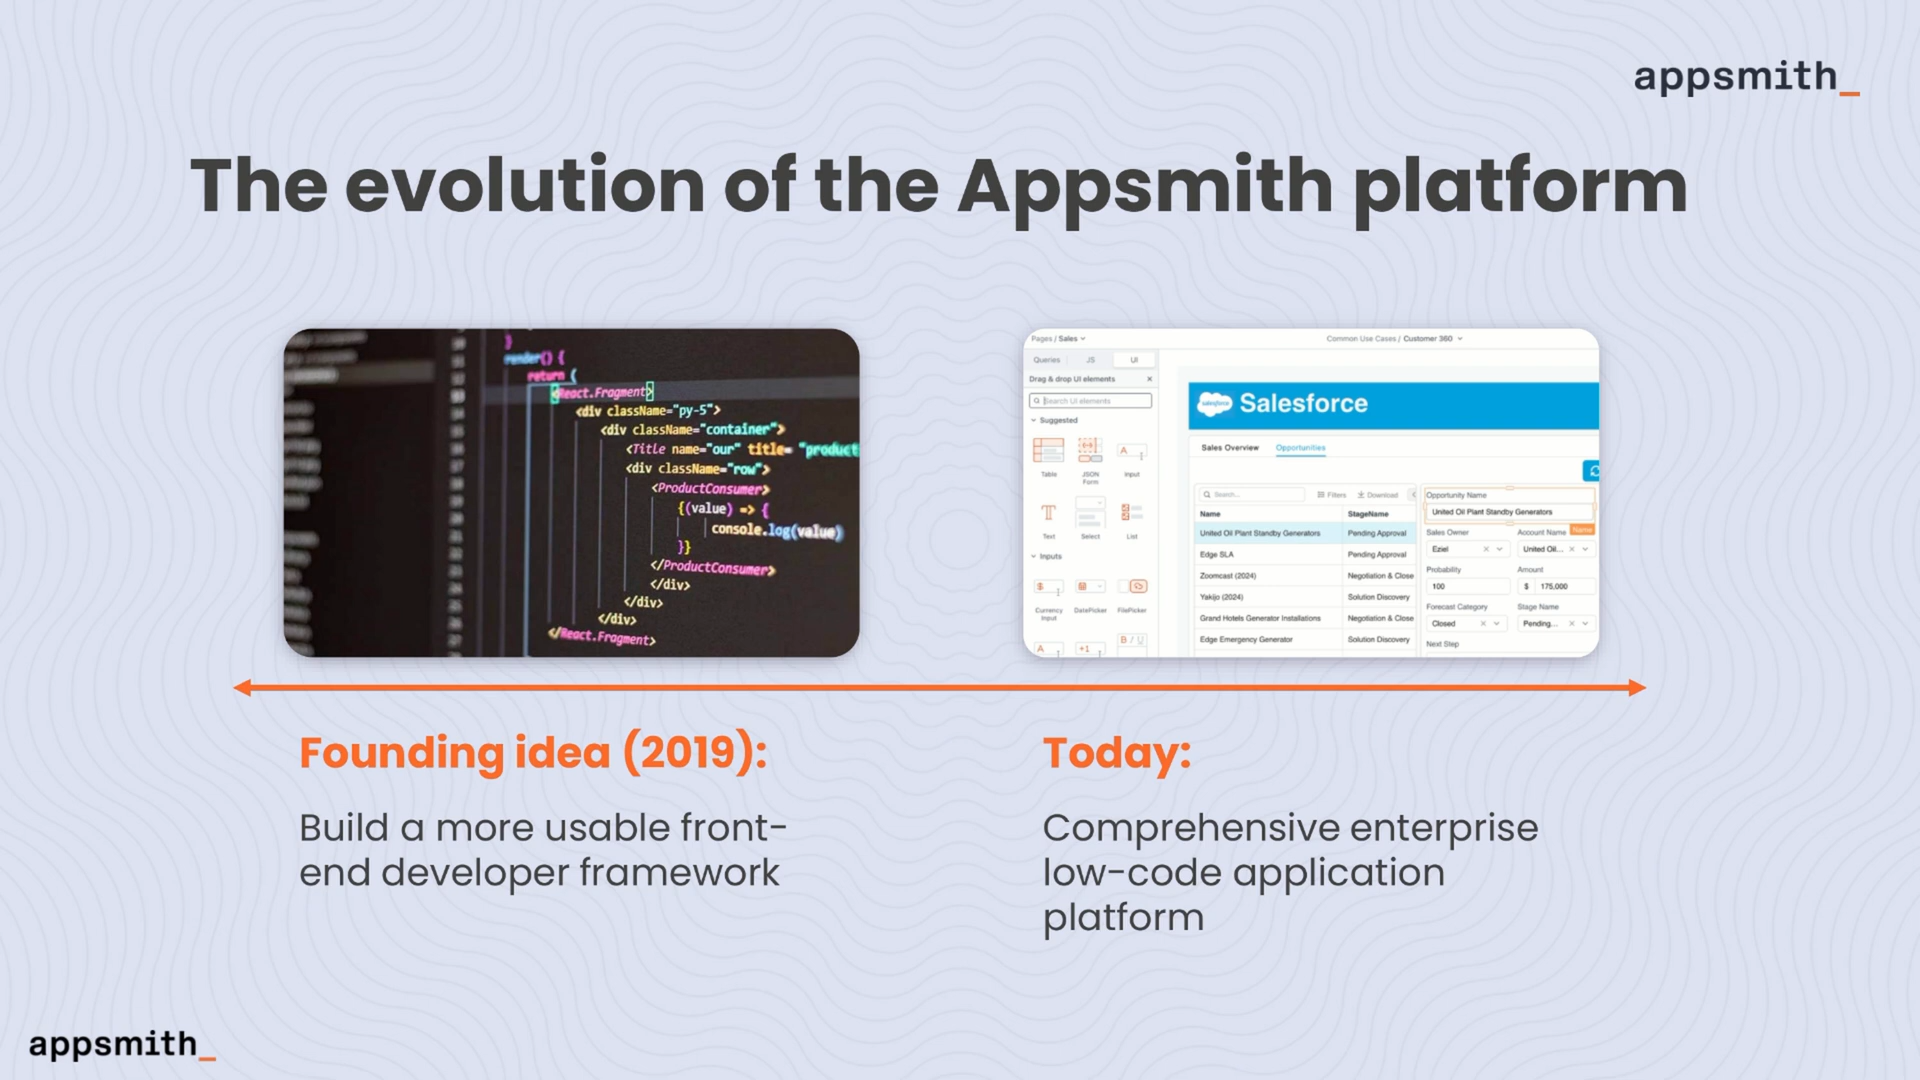 appsmith_
The evolution of the Appsmith platform
}
render() {
return (
<React.Fragment>
<div className="py-5">
<div className="container">
<Title name="our" title= "product
<div className="row">
<ProductConsumer>
{(value) => {
console.log(value)
}}
</ProductConsumer>
</div>
</div>
</div>
</React.Fragment>
Pages / Sales
Common Use Cases / Customer 360
Queries JS UI
Drag & drop UI elements
Search UI elements
Suggested
Table JSON Form Input
Text Select List
Inputs
Currency Input DatePicker FilePicker
Salesforce
Sales Overview Opportunities
Search... Filters Download
Name StageName
United Oil Plant Standby Generators Pending Approval
Edge SLA Pending Approval
Zoomcast (2024) Negotiation & Close
Yakijo (2024) Solution Discovery
Grand Hotels Generator Installations Negotiation & Close
Edge Emergency Generator Solution Discovery
Opportunity Name
United Oil Plant Standby Generators
Name
Sales Owner Account Name
Eziel United Oil...
Probability Amount
100 $ 175,000
Forecast Category Stage Name
Closed Pending...
Next Step
Founding idea (2019):
Build a more usable front-
end developer framework
Today:
Comprehensive enterprise
low-code application
platform
appsmith_